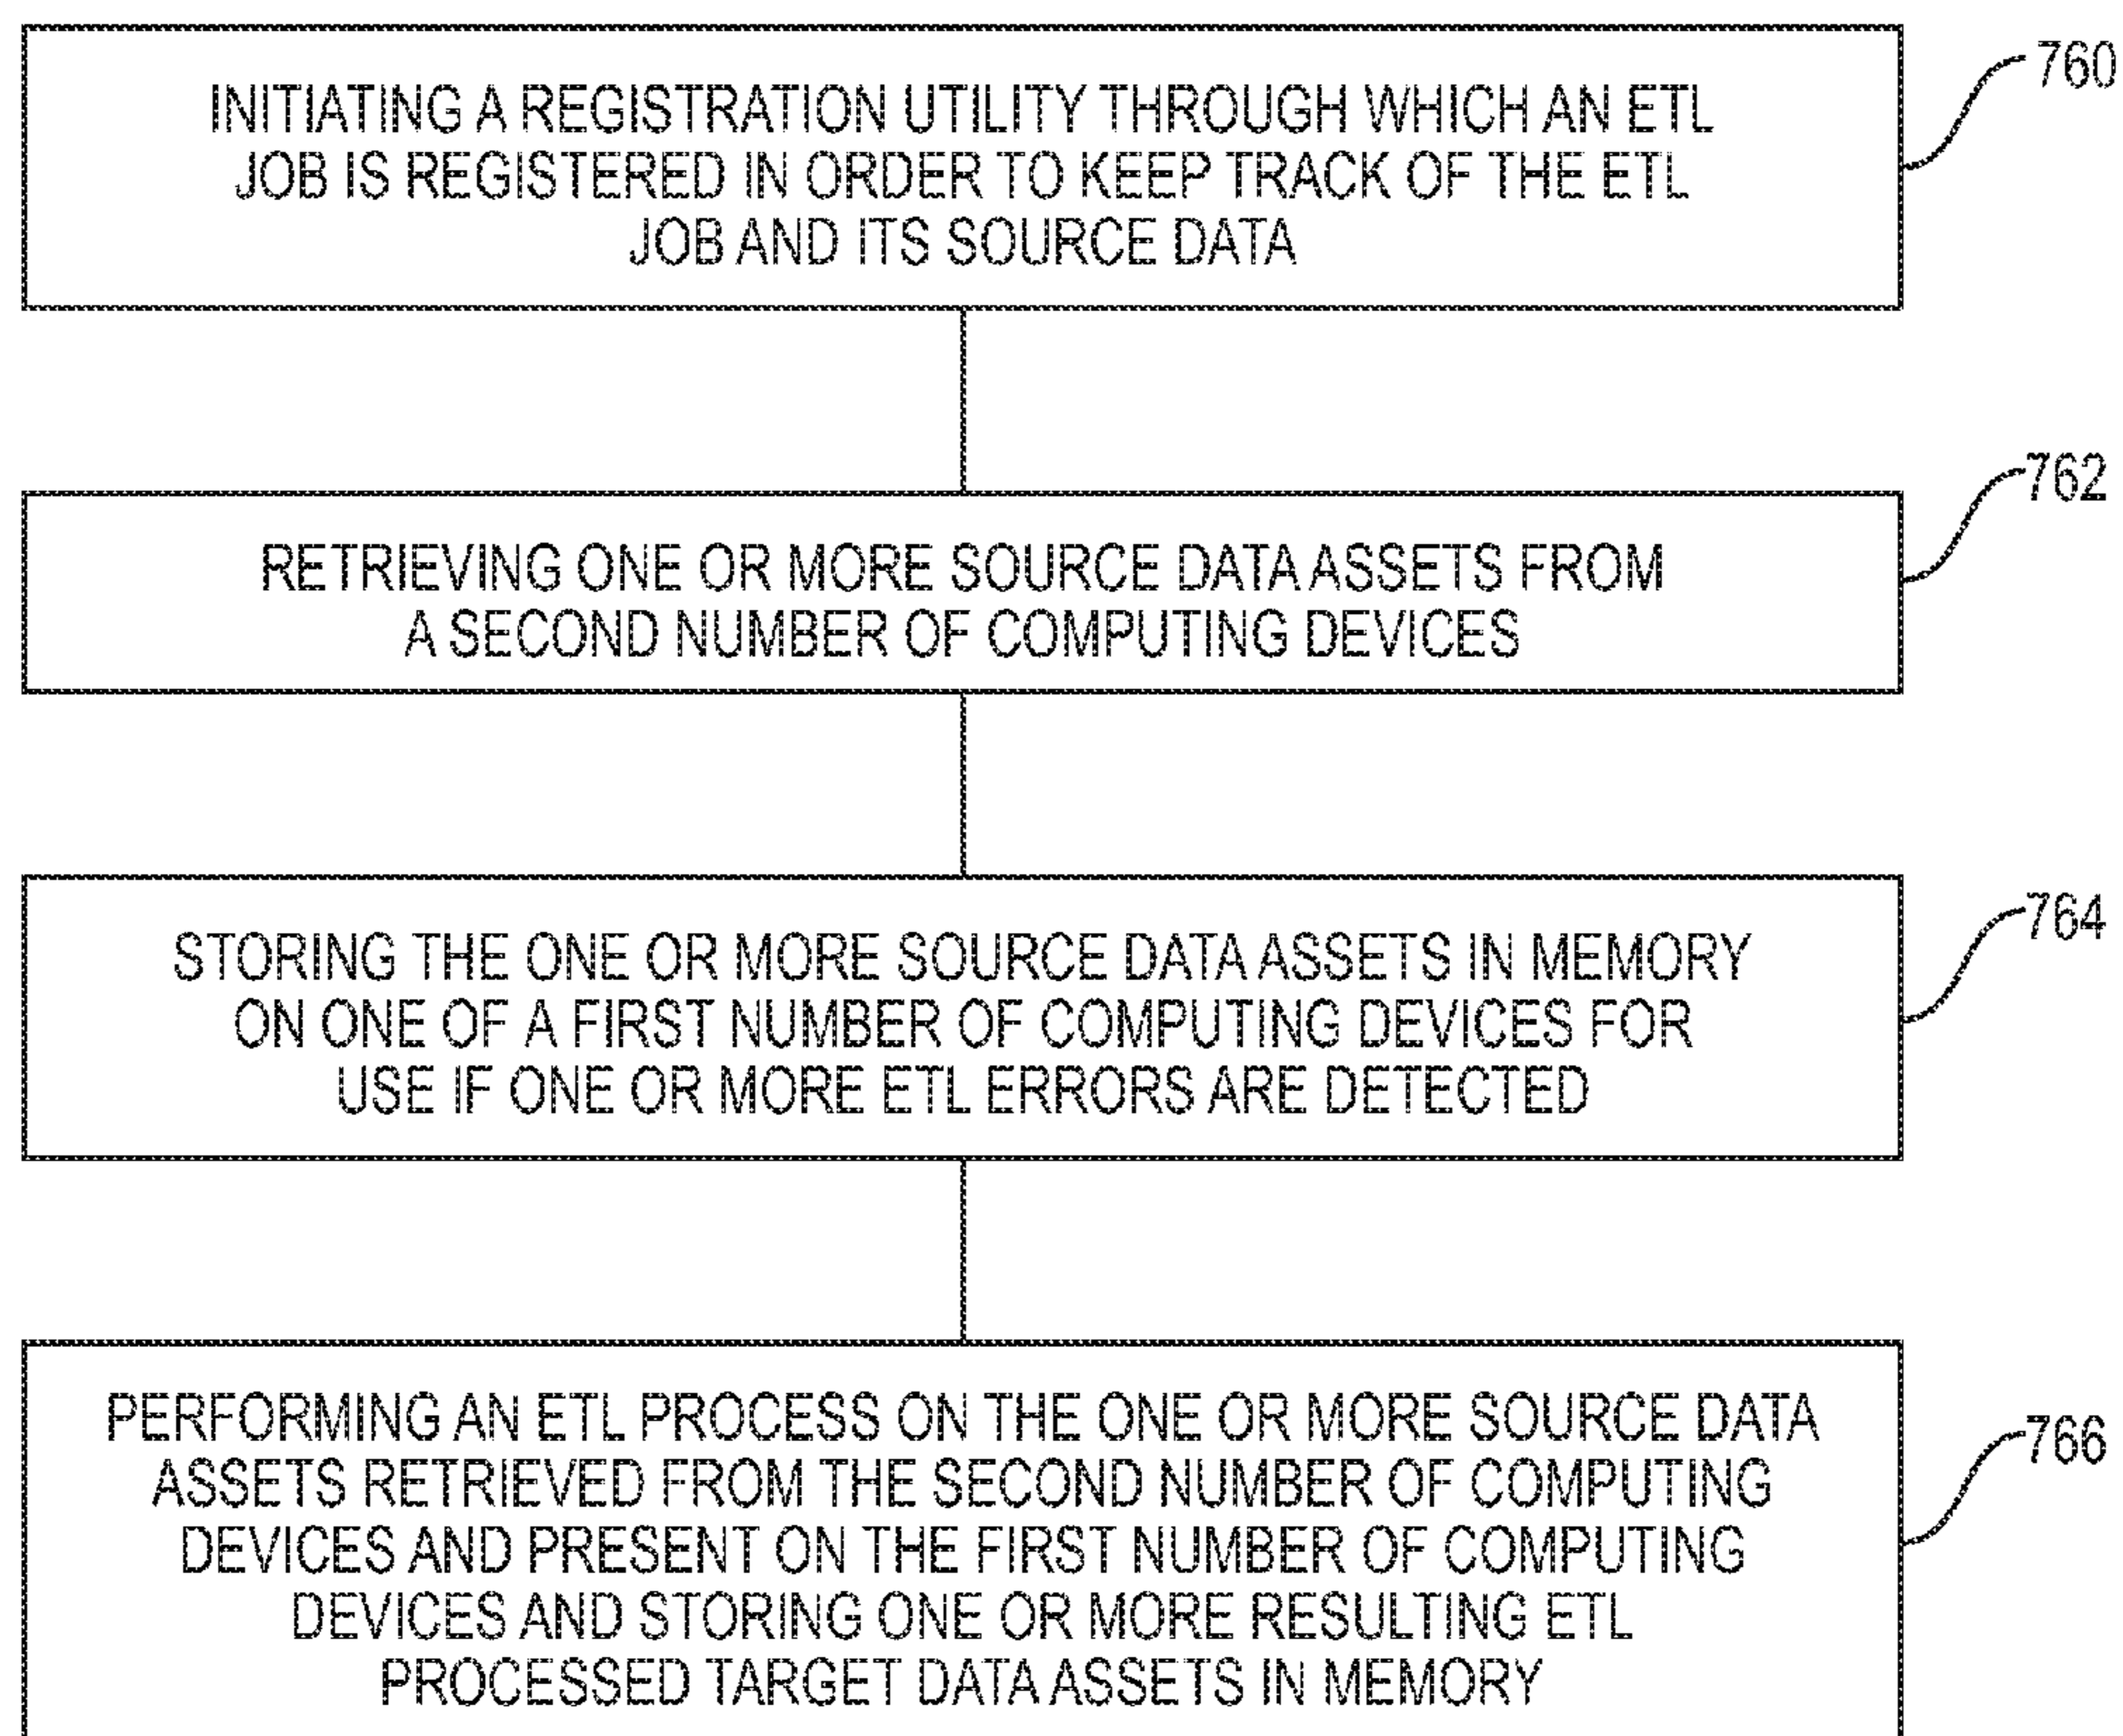 INITIATING A REGISTRATION UTILITY THROUGH WHICH AN ETL
JOB IS REGISTERED IN ORDER TO KEEP TRACK OF THE ETL
JOB AND ITS SOURCE DATA
760
RETRIEVING ONE OR MORE SOURCE DATA ASSETS FROM
A SECOND NUMBER OF COMPUTING DEVICES
762
STORING THE ONE OR MORE SOURCE DATA ASSETS IN MEMORY
ON ONE OF A FIRST NUMBER OF COMPUTING DEVICES FOR
USE IF ONE OR MORE ETL ERRORS ARE DETECTED
764
PERFORMING AN ETL PROCESS ON THE ONE OR MORE SOURCE DATA
ASSETS RETRIEVED FROM THE SECOND NUMBER OF COMPUTING
DEVICES AND PRESENT ON THE FIRST NUMBER OF COMPUTING
DEVICES AND STORING ONE OR MORE RESULTING ETL
PROCESSED TARGET DATA ASSETS IN MEMORY
766